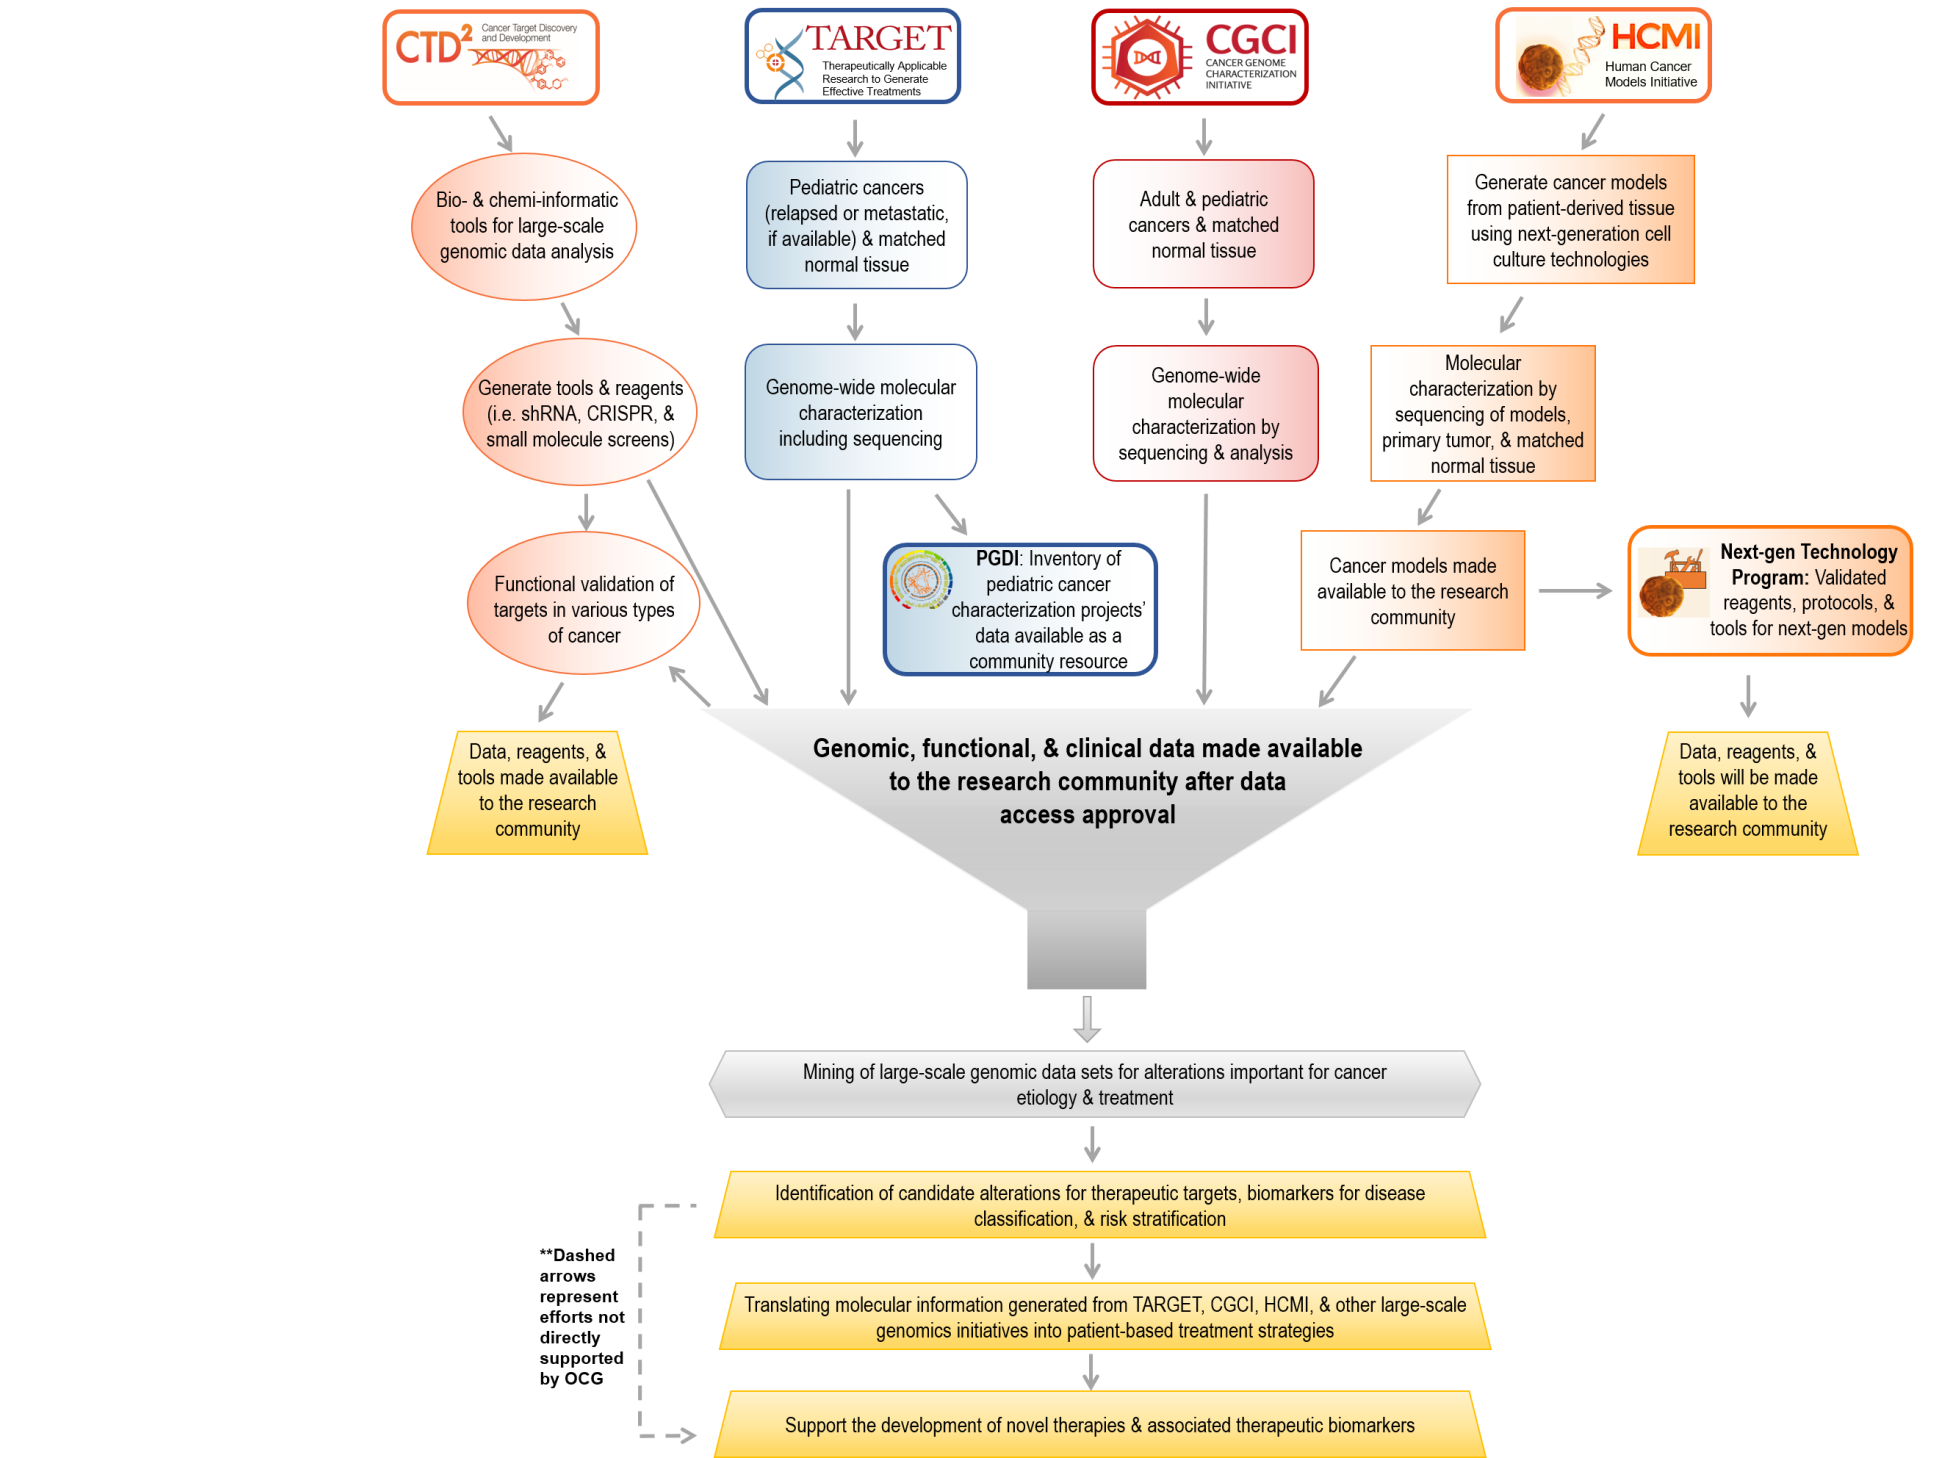 CTD²
Cancer Target Discovery
and Development
TARGET
Therapeutically Applicable
Research to Generate
Effective Treatments
CGCI
CANCER GENOME
CHARACTERIZATION
INITIATIVE
HCMI
Human Cancer
Models Initiative
Bio- & chemi-informatic
tools for large-scale
genomic data analysis
Pediatric cancers
(relapsed or metastatic,
if available) & matched
normal tissue
Adult & pediatric
cancers & matched
normal tissue
Generate cancer models
from patient-derived tissue
using next-generation cell
culture technologies
Generate tools & reagents
(i.e. shRNA, CRISPR, &
small molecule screens)
Genome-wide molecular
characterization
including sequencing
Genome-wide
molecular
characterization by
sequencing & analysis
Molecular
characterization by
sequencing of models,
primary tumor, & matched
normal tissue
Functional validation of
targets in various types
of cancer
PGDI: Inventory of
pediatric cancer
characterization projects’
data available as a
community resource
Cancer models made
available to the research
community
Next-gen Technology
Program: Validated
reagents, protocols, &
tools for next-gen models
Data, reagents, &
tools made available
to the research
community
Genomic, functional, & clinical data made available
to the research community after data
access approval
Data, reagents, &
tools will be made
available to the
research community
Mining of large-scale genomic data sets for alterations important for cancer
etiology & treatment
Identification of candidate alterations for therapeutic targets, biomarkers for disease
classification, & risk stratification
**Dashed
arrows
represent
efforts not
directly
supported
by OCG
Translating molecular information generated from TARGET, CGCI, HCMI, & other large-scale
genomics initiatives into patient-based treatment strategies
Support the development of novel therapies & associated therapeutic biomarkers